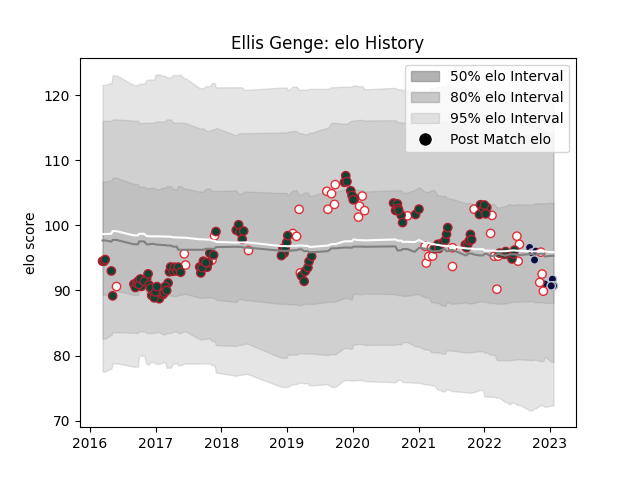 Ellis Genge: elo History
50% elo Interval
80% elo Interval
95% elo Interval
Post Match elo
elo score
120
110
100
90
80
70
2016 2017 2018 2019 2020 2021 2022 2023